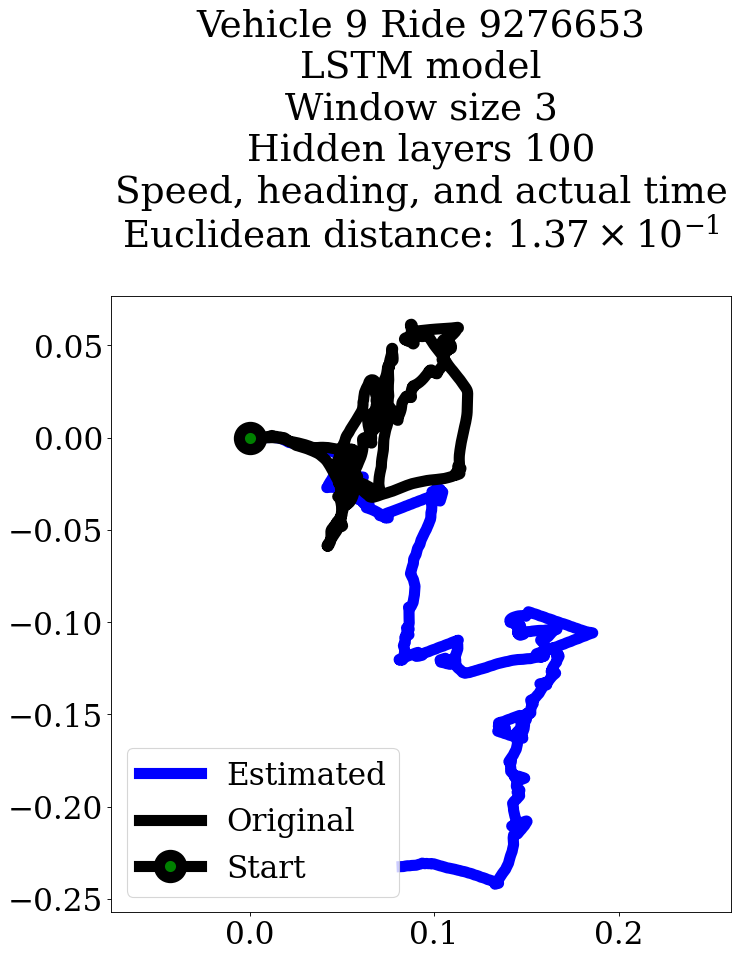 Vehicle 9 Ride 9276653
LSTM model
Window size 3
Hidden layers 100
Speed, heading, and actual time
Euclidean distance: 1.37 × 10⁻¹
0.05
0.00
−0.05
−0.10
−0.15
−0.20
−0.25
Estimated
Original
Start
0.0 0.1 0.2